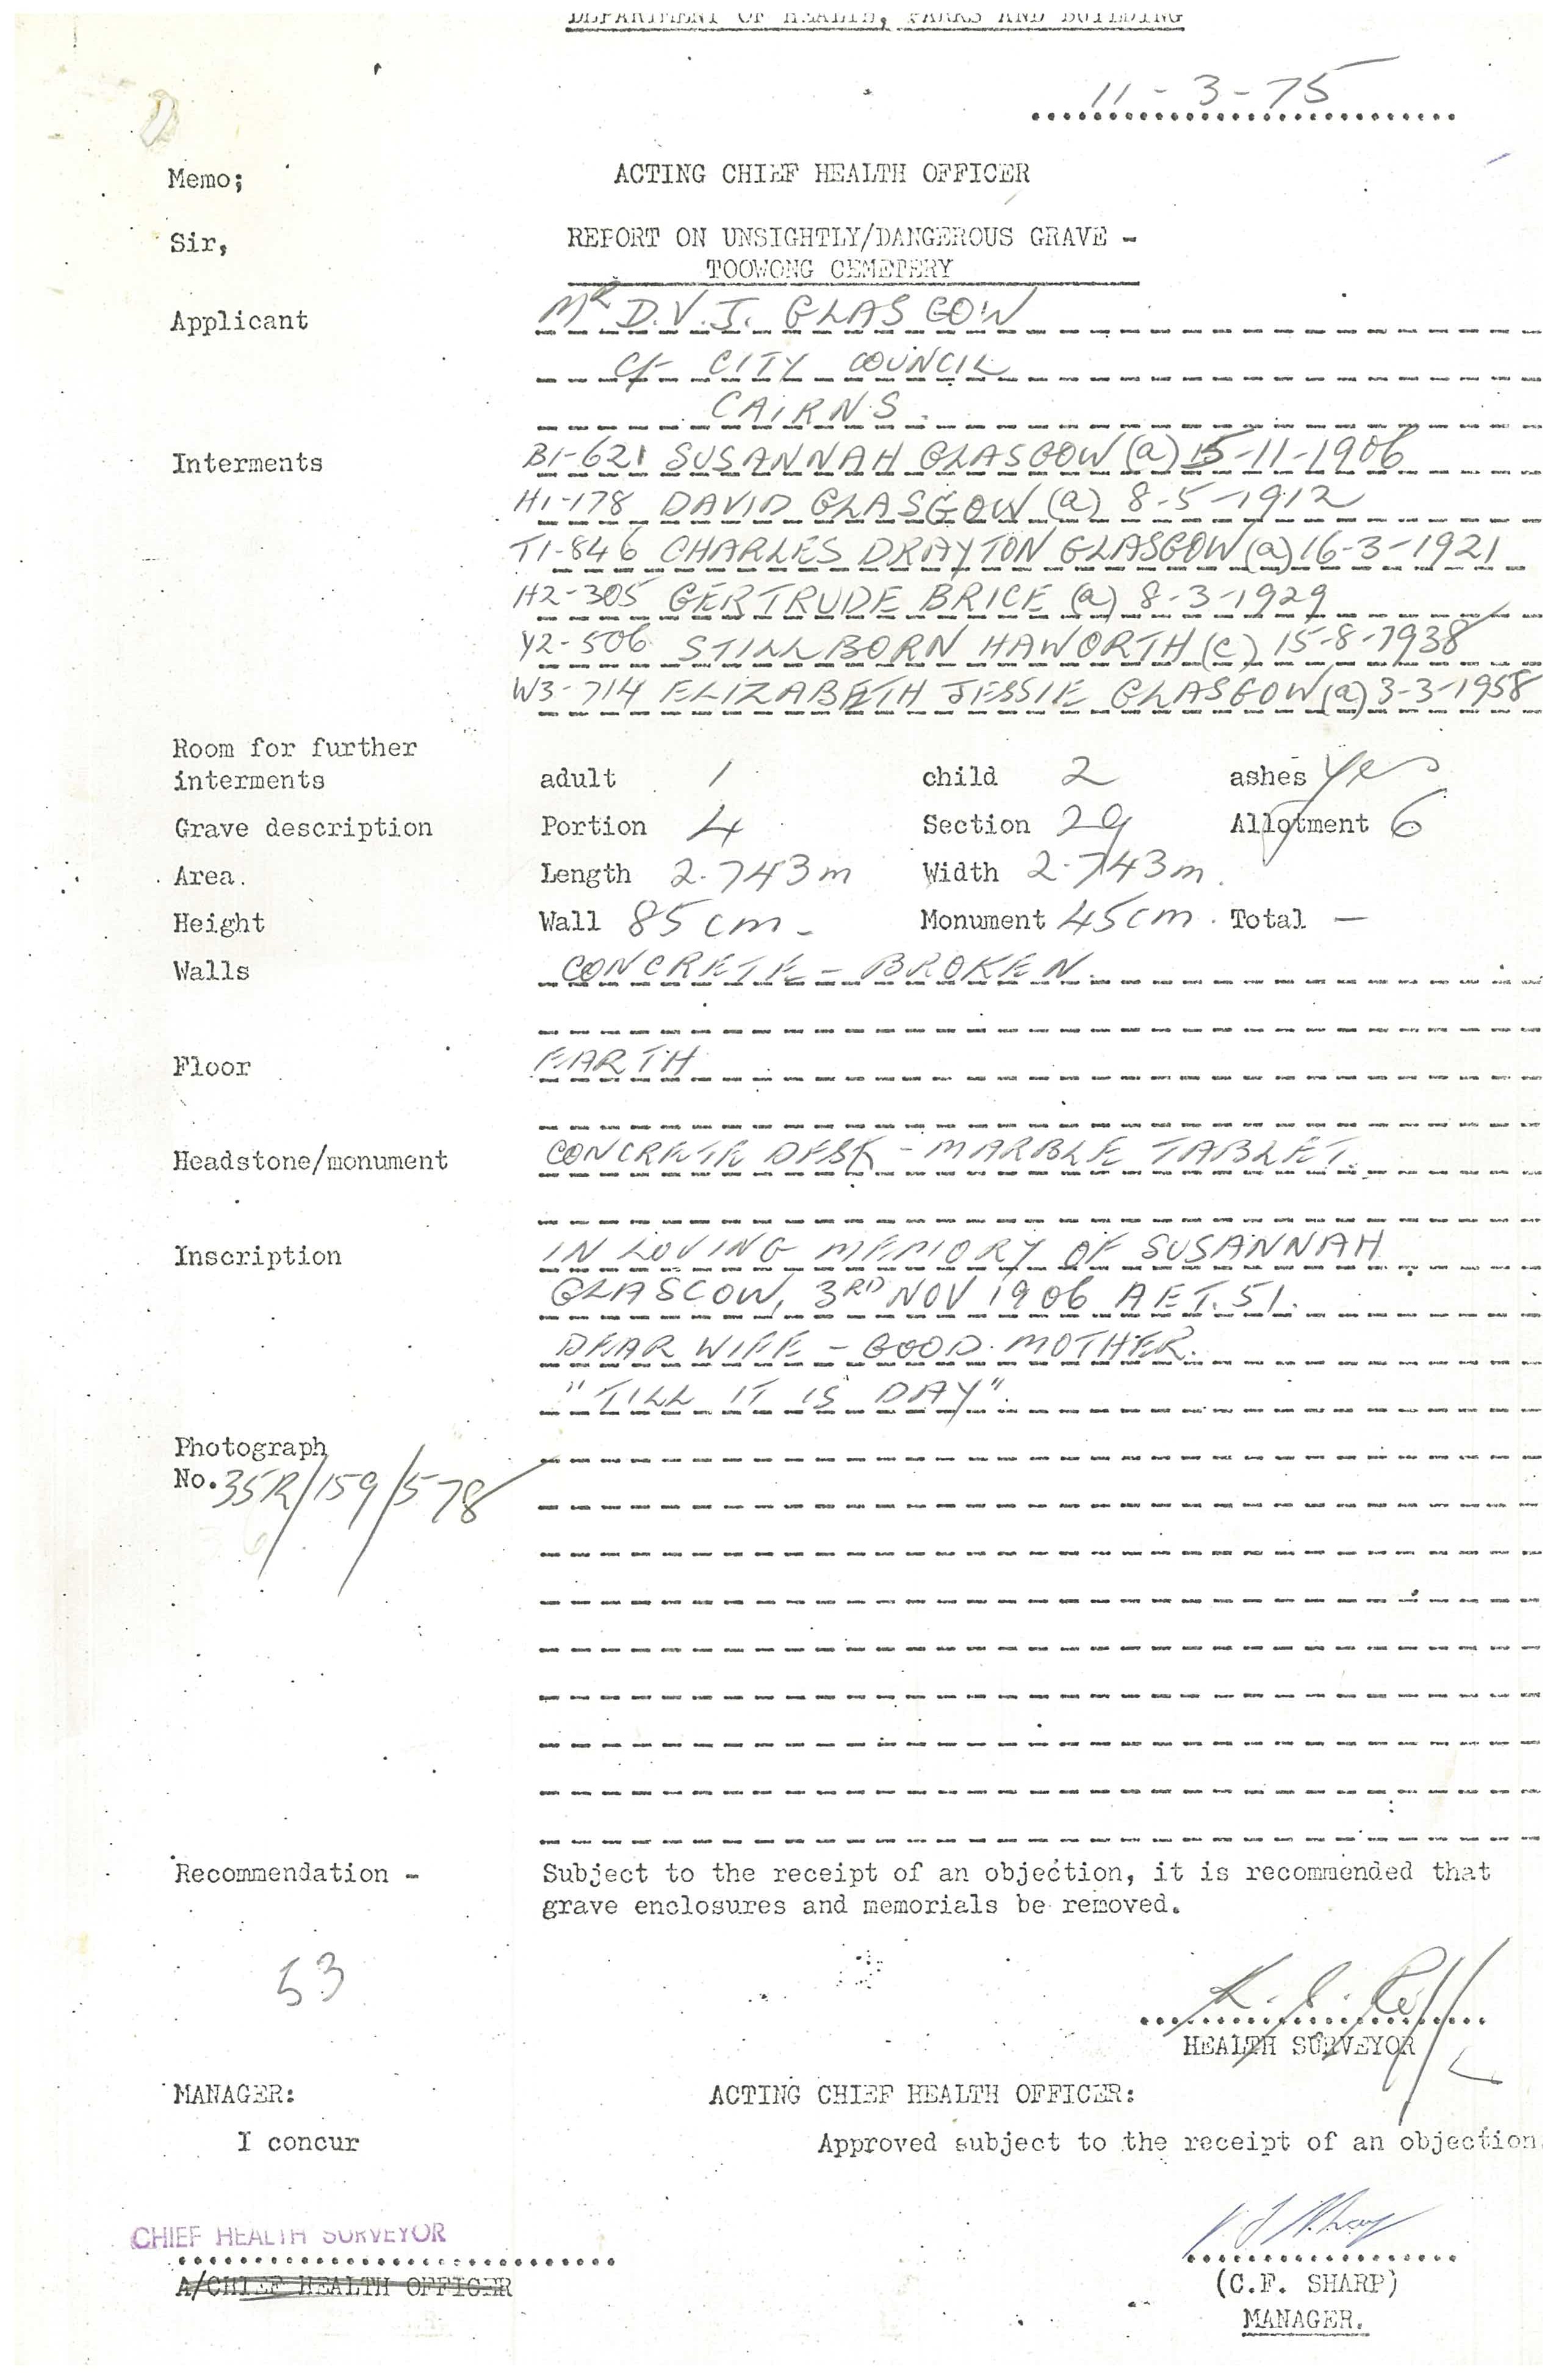 DEPARTMENT OF HEALTH, PARKS AND BUILDING
11-3-75
Memo; ACTING CHIEF HEALTH OFFICER
Sir, REPORT ON UNSIGHTLY/DANGEROUS GRAVE -
TOOWONG CEMETERY
Applicant MR D.V.J. GLASGOW
C/- CITY COUNCIL
CAIRNS.
Interments B1-621 SUSANNAH GLASGOW (a) 5-11-1906
H1-178 DAVID GLASGOW (a) 8-5-1912
T1-846 CHARLES DRAYTON GLASGOW (a) 16-3-1921
H2-305 GERTRUDE BRICE (a) 8-3-1929
Y2-506 STILLBORN HAWORTH (c) 15-8-1938
W3-714 ELIZABETH JESSIE GLASGOW (a) 3-3-1958
Room for further
interments adult 1 child 2 ashes Yes
Grave description Portion 4 Section 29 Allotment 6
Area. Length 2.743m Width 2.743m.
Height Wall 85cm - Monument 45cm. Total —
Walls CONCRETE - BROKEN.
Floor EARTH
Headstone/monument CONCRETE DESK - MARBLE TABLET.
Inscription IN LOVING MEMORY OF SUSANNAH
GLASCOW, 3RD NOV 1906 AET. 51.
DEAR WIFE - GOOD MOTHER.
"TILL IT IS DAY".
Photograph
No. 35R/159/578
Recommendation - Subject to the receipt of an objection, it is recommended that
grave enclosures and memorials be removed.
53
HEALTH SURVEYOR
MANAGER: ACTING CHIEF HEALTH OFFICER:
I concur Approved subject to the receipt of an objection.
CHIEF HEALTH SURVEYOR
A/CHIEF HEALTH OFFICER
(C.F. SHARP)
MANAGER.